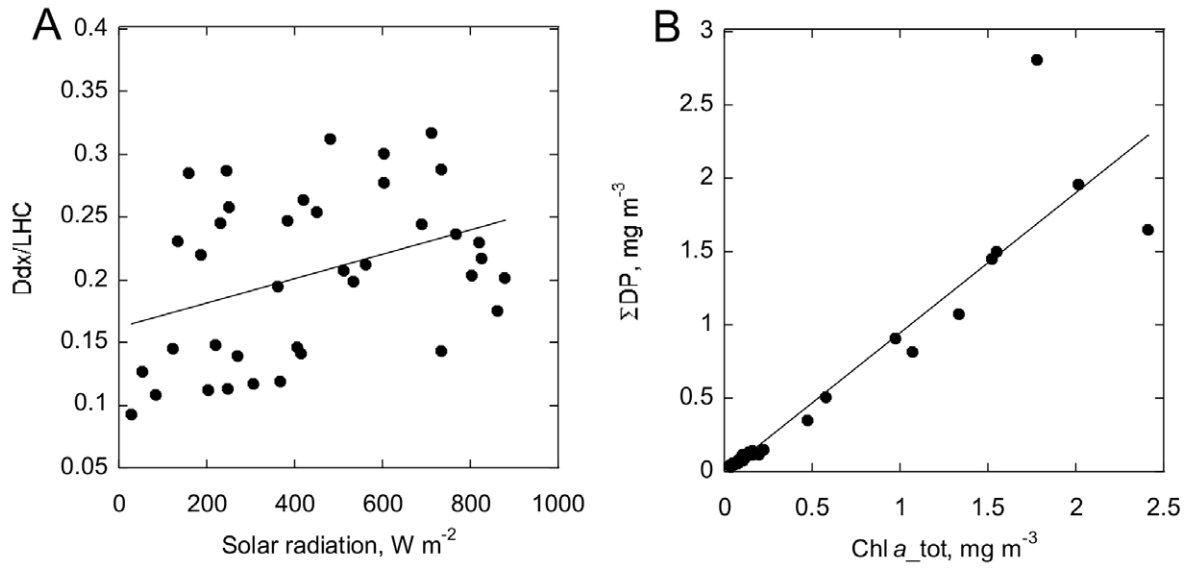 A
0.4
0.35
0.3
0.25
0.2
0.15
0.1
0.05
Ddx/LHC
0 200 400 600 800 1000
Solar radiation, W m-2
B
3
2.5
2
1.5
1
0.5
0
ΣDP, mg m-3
0 0.5 1 1.5 2 2.5
Chl a_tot, mg m-3